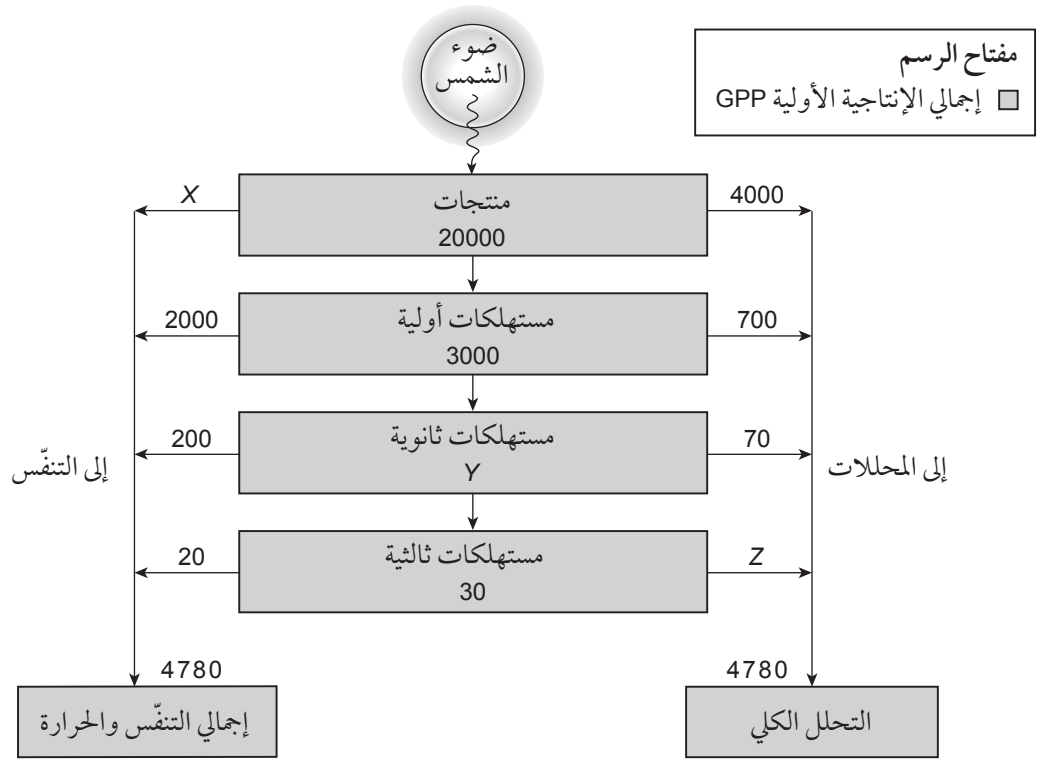 ضوء
الشمس
مفتاح الرسم
إجمالي الإنتاجية الأولية GPP
X
منتجات
20000
4000
2000
مستهلكات أولية
3000
700
200
مستهلكات ثانوية
Y
70
إلى التنفّس
إلى المحللات
20
مستهلكات ثالثية
30
Z
4780
4780
إجمالي التنفّس والحرارة
التحلل الكلي